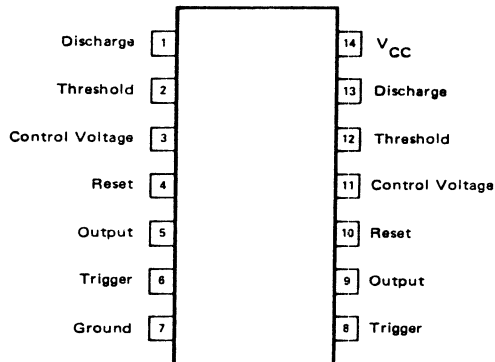 Discharge 1
Threshold 2
Control Voltage 3
Reset 4
Output 5
Trigger 6
Ground 7
14 VCC
13 Discharge
12 Threshold
11 Control Voltage
10 Reset
9 Output
8 Trigger